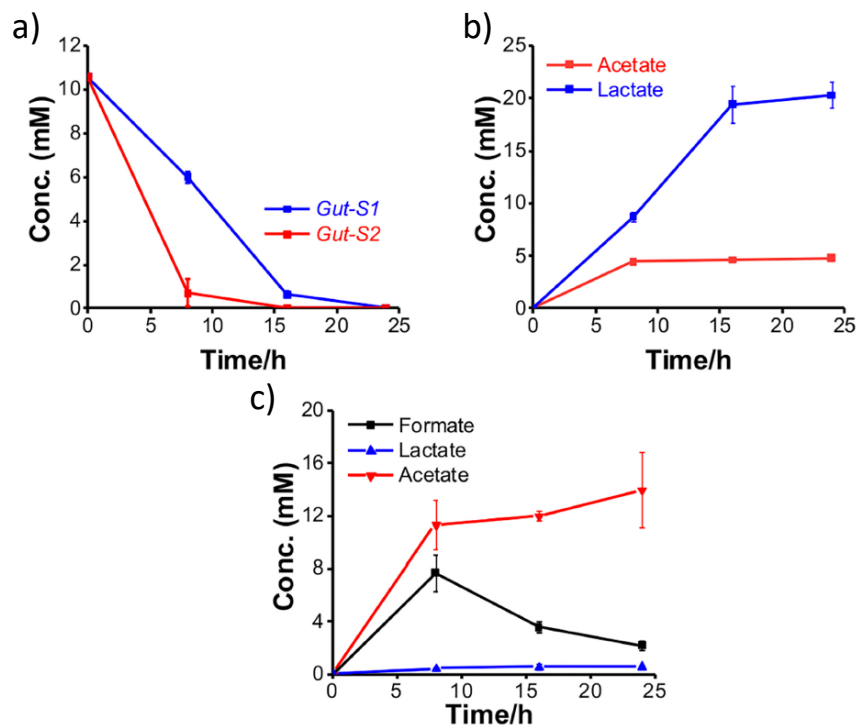 a)
12
10
8
6
4
2
0
Conc. (mM)
Gut-S1
Gut-S2
0 5 10 15 20 25
Time/h
b)
25
20
15
10
5
0
Conc. (mM)
Acetate
Lactate
0 5 10 15 20 25
Time/h
c)
20
16
12
8
4
0
Conc. (mM)
Formate
Lactate
Acetate
0 5 10 15 20 25
Time/h